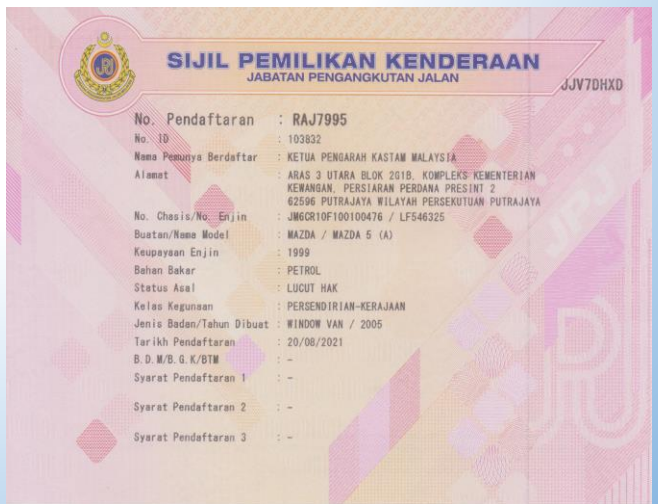 SIJIL PEMILIKAN KENDERAAN
JABATAN PENGANGKUTAN JALAN
JJV7DHXD
No. Pendaftaran : RAJ7995
No. ID : 103832
Nama Pemunya Berdaftar : KETUA PENGARAH KASTAM MALAYSIA
Alamat : ARAS 3 UTARA BLOK 2G1B, KOMPLEKS KEMENTERIAN
KEWANGAN, PERSIARAN PERDANA PRESINT 2
62596 PUTRAJAYA WILAYAH PERSEKUTUAN PUTRAJAYA
No. Chasis/No. Enjin : JM6CR10F100100476 / LF546325
Buatan/Nama Model : MAZDA / MAZDA 5 (A)
Keupayaan Enjin : 1999
Bahan Bakar : PETROL
Status Asal : LUCUT HAK
Kelas Kegunaan : PERSENDIRIAN-KERAJAAN
Jenis Badan/Tahun Dibuat : WINDOW VAN / 2005
Tarikh Pendaftaran : 20/08/2021
B.D.M/B.G.K/BTM : -
Syarat Pendaftaran 1 : -
Syarat Pendaftaran 2 : -
Syarat Pendaftaran 3 : -
JPJ